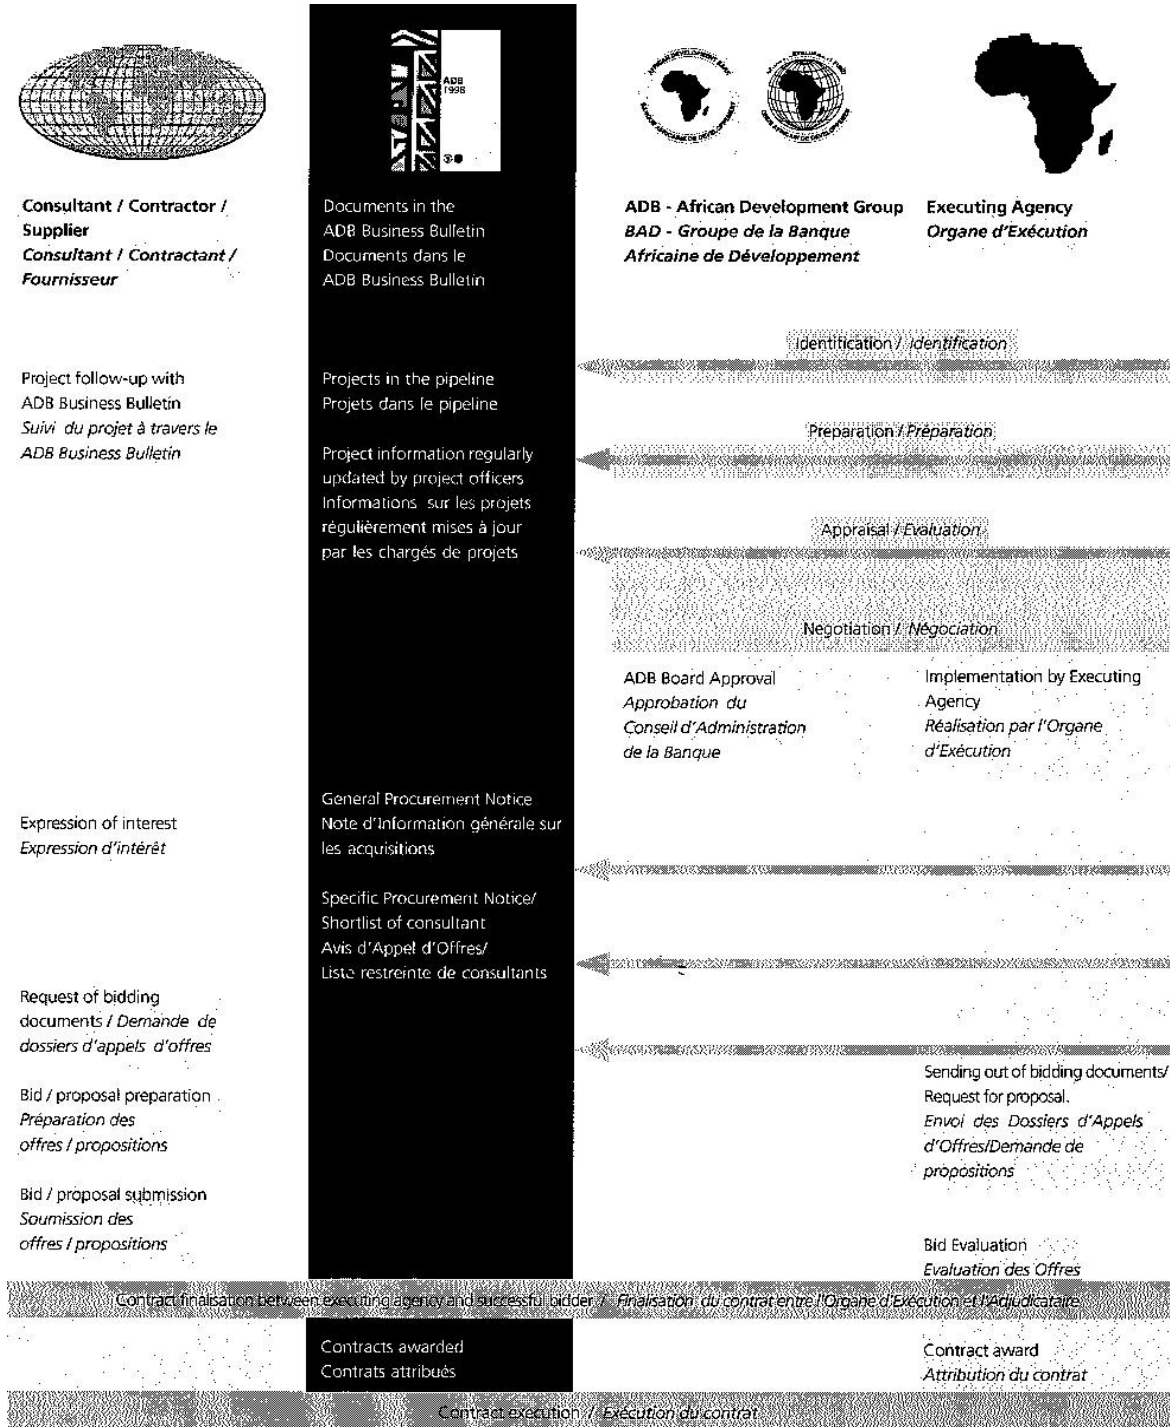 ADB
1998
Consultant / Contractor /
Supplier
Consultant / Contractant /
Fournisseur
Documents in the
ADB Business Bulletin
Documents dans le
ADB Business Bulletin
ADB - African Development Group
BAD - Groupe de la Banque
Africaine de Développement
Executing Agency
Organe d'Exécution
Identification / Identification
Project follow-up with
ADB Business Bulletin
Suivi du projet à travers le
ADB Business Bulletin
Projects in the pipeline
Projets dans le pipeline
Preparation / Préparation
Project information regularly
updated by project officers
Informations sur les projets
régulièrement mises à jour
par les chargés de projets
Appraisal / Evaluation
Negotiation / Négociation
ADB Board Approval
Approbation du
Conseil d'Administration
de la Banque
Implementation by Executing
Agency
Réalisation par l'Organe
d'Exécution
General Procurement Notice
Note d'Information générale sur
les acquisitions
Expression of interest
Expression d'intérêt
Specific Procurement Notice/
Shortlist of consultant
Avis d'Appel d'Offres/
Liste restreinte de consultants
Request of bidding
documents / Demande de
dossiers d'appels d'offres
Sending out of bidding documents/
Request for proposal.
Envoi des Dossiers d'Appels
d'Offres/Demande de
propositions
Bid / proposal preparation
Préparation des
offres / propositions
Bid / proposal submission
Soumission des
offres / propositions
Bid Evaluation
Evaluation des Offres
Contract finalisation between executing agency and successful bidder / Finalisation du contrat entre l'Organe d'Exécution et l'Adjudicataire
Contracts awarded
Contrats attribués
Contract award
Attribution du contrat
Contract execution / Exécution du contrat